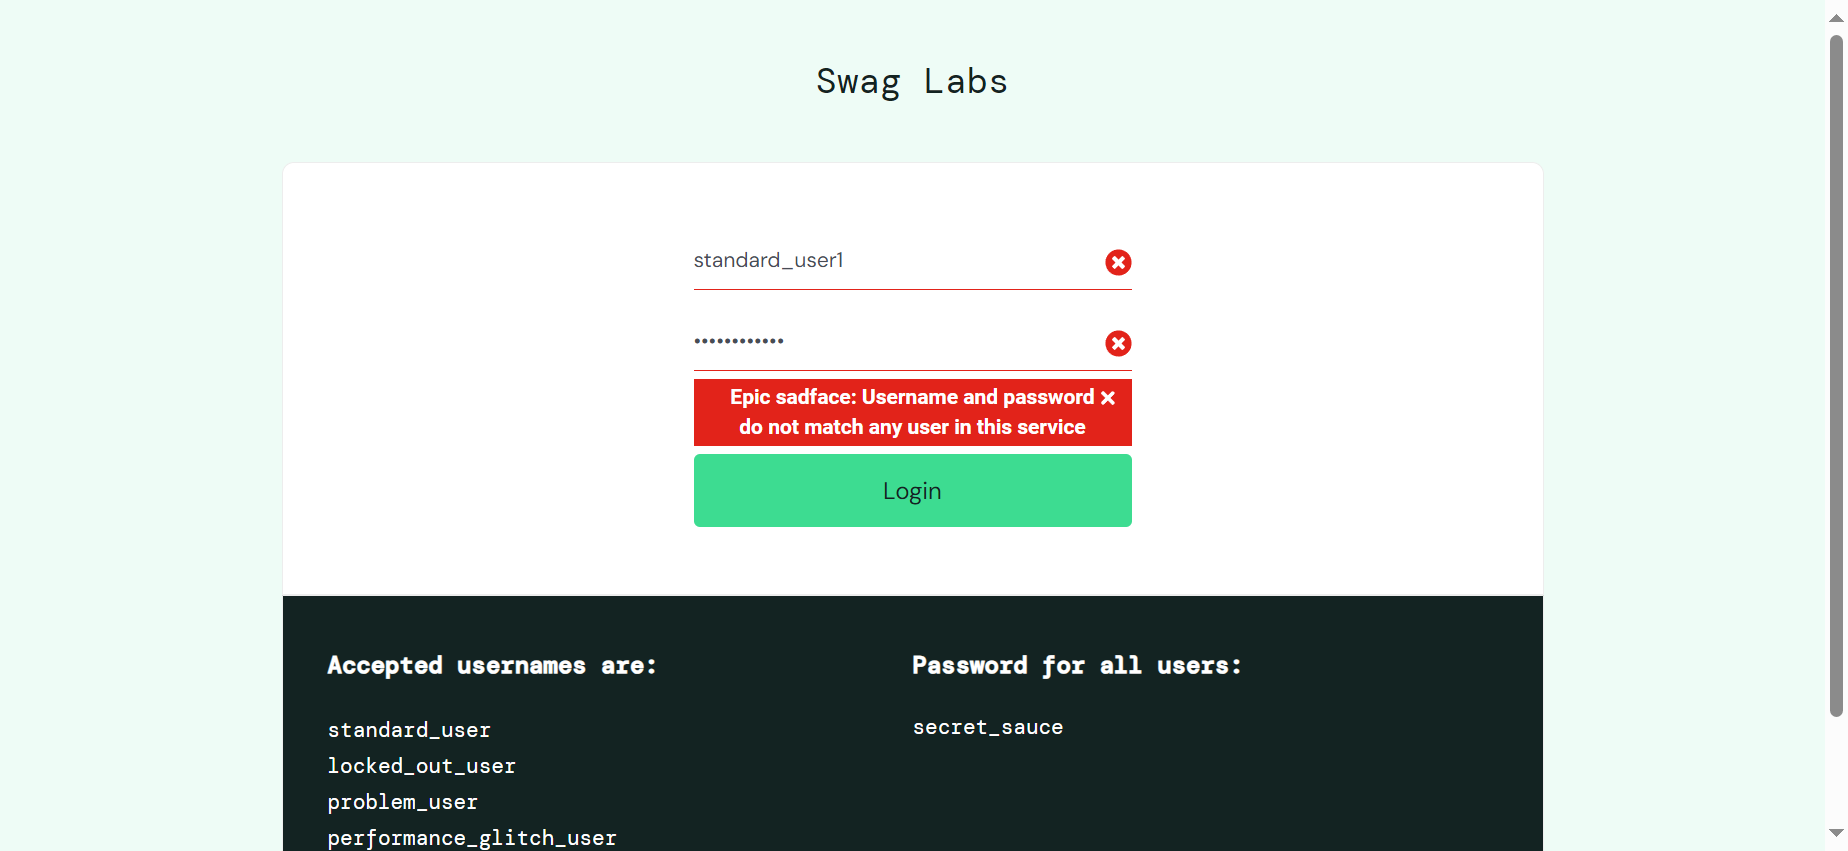 Swag Labs
standard_user1
••••••••••••
Epic sadface: Username and password
do not match any user in this service
Login
Accepted usernames are:
standard_user
locked_out_user
problem_user
performance_glitch_user
Password for all users:
secret_sauce